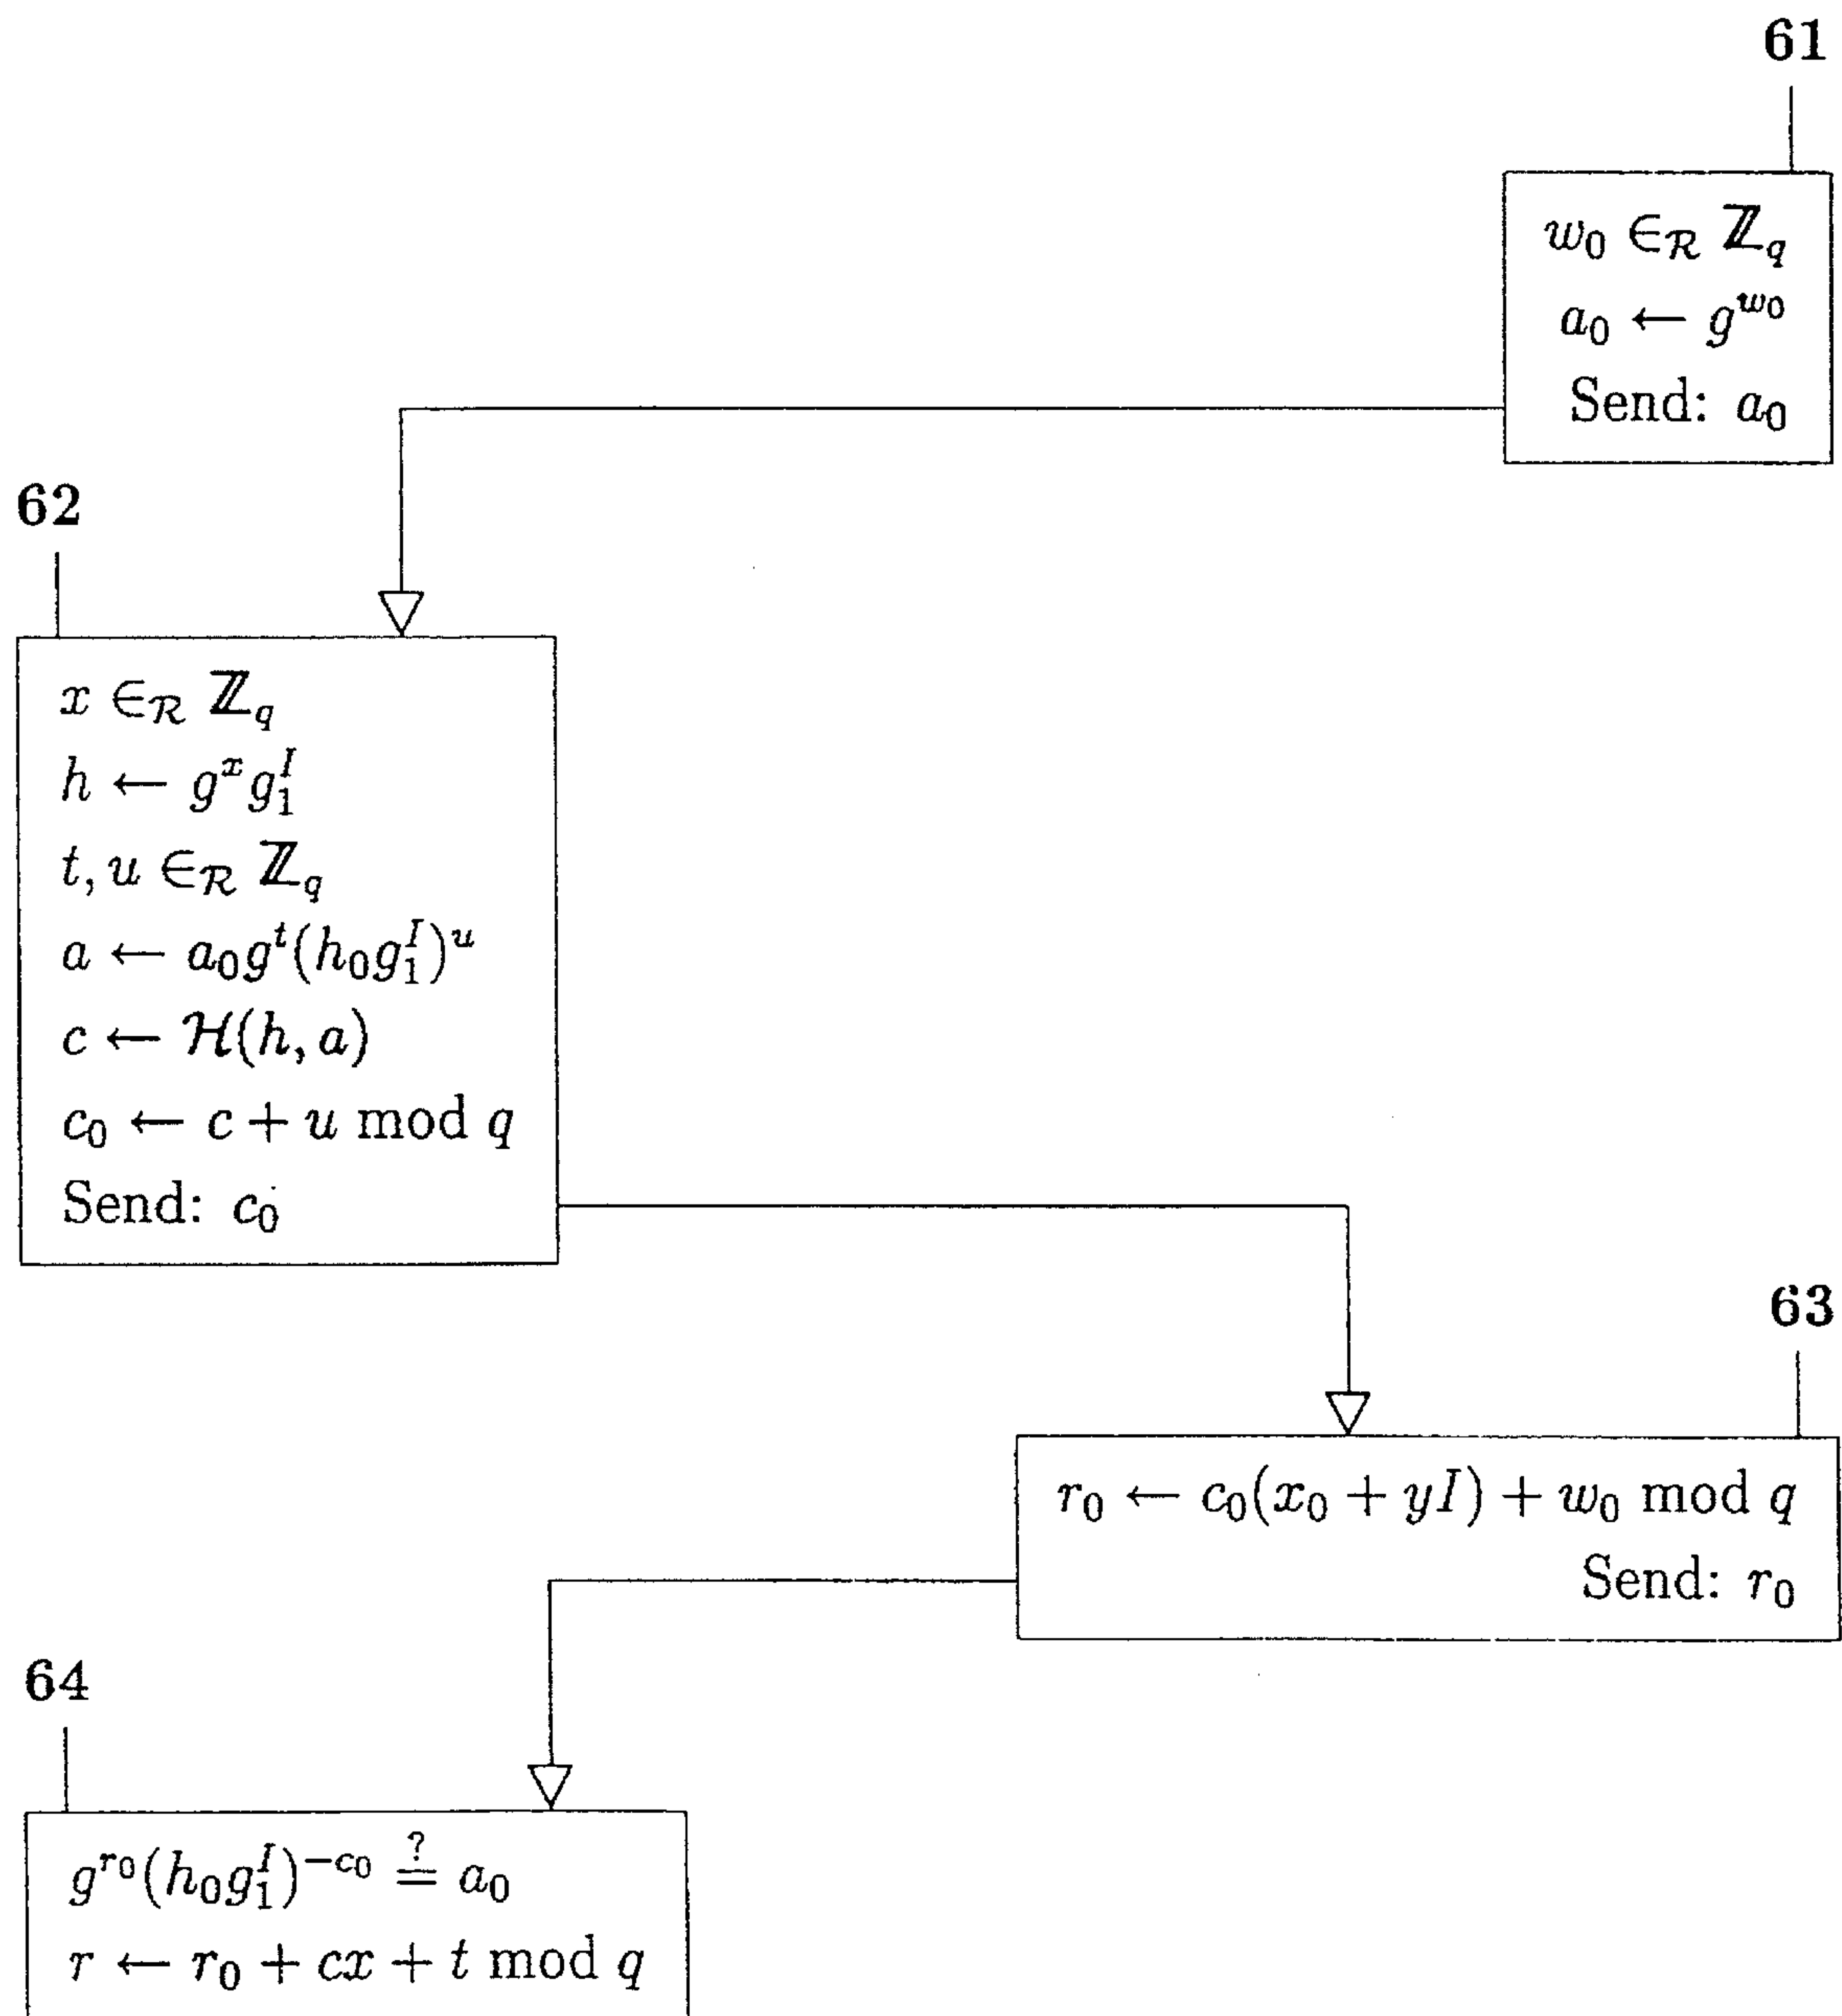 61
w₀ ∈_ℛ ℤ_q
a₀ ← g^{w₀}
Send: a₀
62
x ∈_ℛ ℤ_q
h ← g^x g₁^I
t, u ∈_ℛ ℤ_q
a ← a₀g^t(h₀g₁^I)^u
c ← ℋ(h, a)
c₀ ← c + u mod q
Send: c₀
63
r₀ ← c₀(x₀ + yI) + w₀ mod q
Send: r₀
64
g^{r₀}(h₀g₁^I)^{-c₀} ≟ a₀
r ← r₀ + cx + t mod q